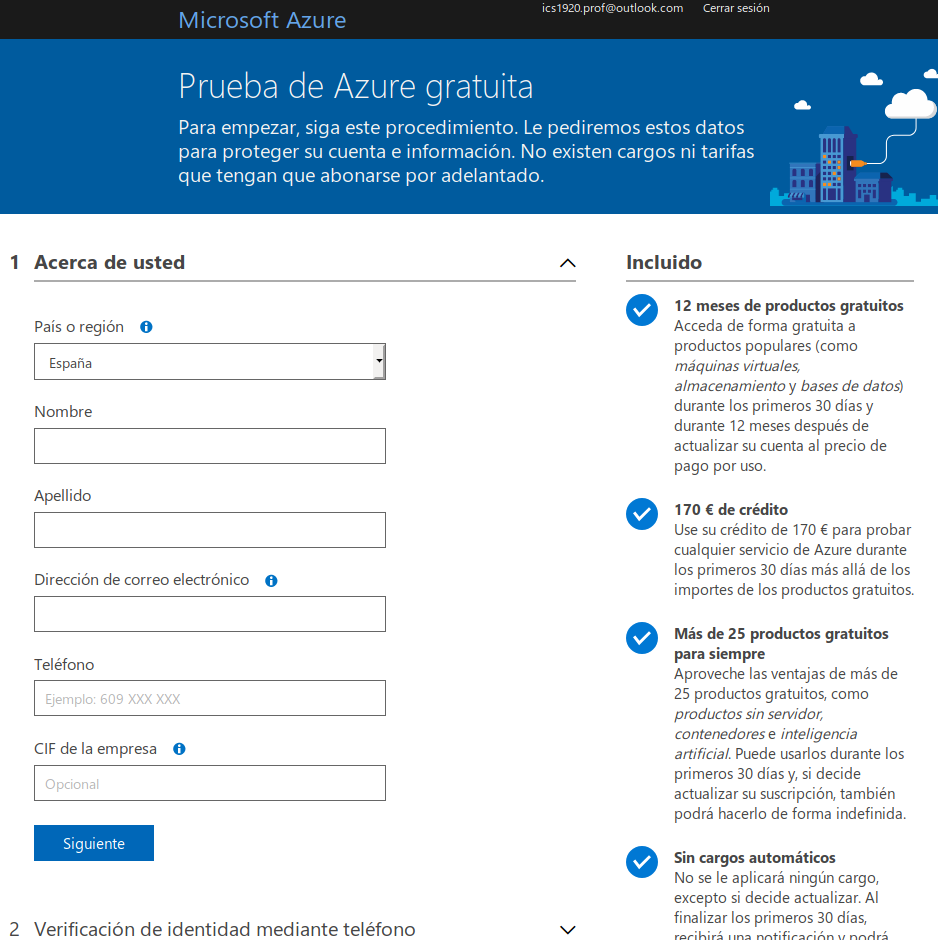 Microsoft Azure
ics1920.prof@outlook.com
Cerrar sesión
Prueba de Azure gratuita
Para empezar, siga este procedimiento. Le pediremos estos datos
para proteger su cuenta e información. No existen cargos ni tarifas
que tengan que abonarse por adelantado.
1 Acerca de usted
País o región
España
Nombre
Apellido
Dirección de correo electrónico
Teléfono
Ejemplo: 609 XXX XXX
CIF de la empresa
Opcional
Siguiente
2 Verificación de identidad mediante teléfono
Incluido
12 meses de productos gratuitos
Acceda de forma gratuita a
productos populares (como
máquinas virtuales,
almacenamiento y bases de datos)
durante los primeros 30 días y
durante 12 meses después de
actualizar su cuenta al precio de
pago por uso.
170 € de crédito
Use su crédito de 170 € para probar
cualquier servicio de Azure durante
los primeros 30 días más allá de los
importes de los productos gratuitos.
Más de 25 productos gratuitos
para siempre
Aproveche las ventajas de más de
25 productos gratuitos, como
productos sin servidor,
contenedores e inteligencia
artificial. Puede usarlos durante los
primeros 30 días y, si decide
actualizar su suscripción, también
podrá hacerlo de forma indefinida.
Sin cargos automáticos
No se le aplicará ningún cargo,
excepto si decide actualizar. Al
finalizar los primeros 30 días,
recibirá una notificación y podrá